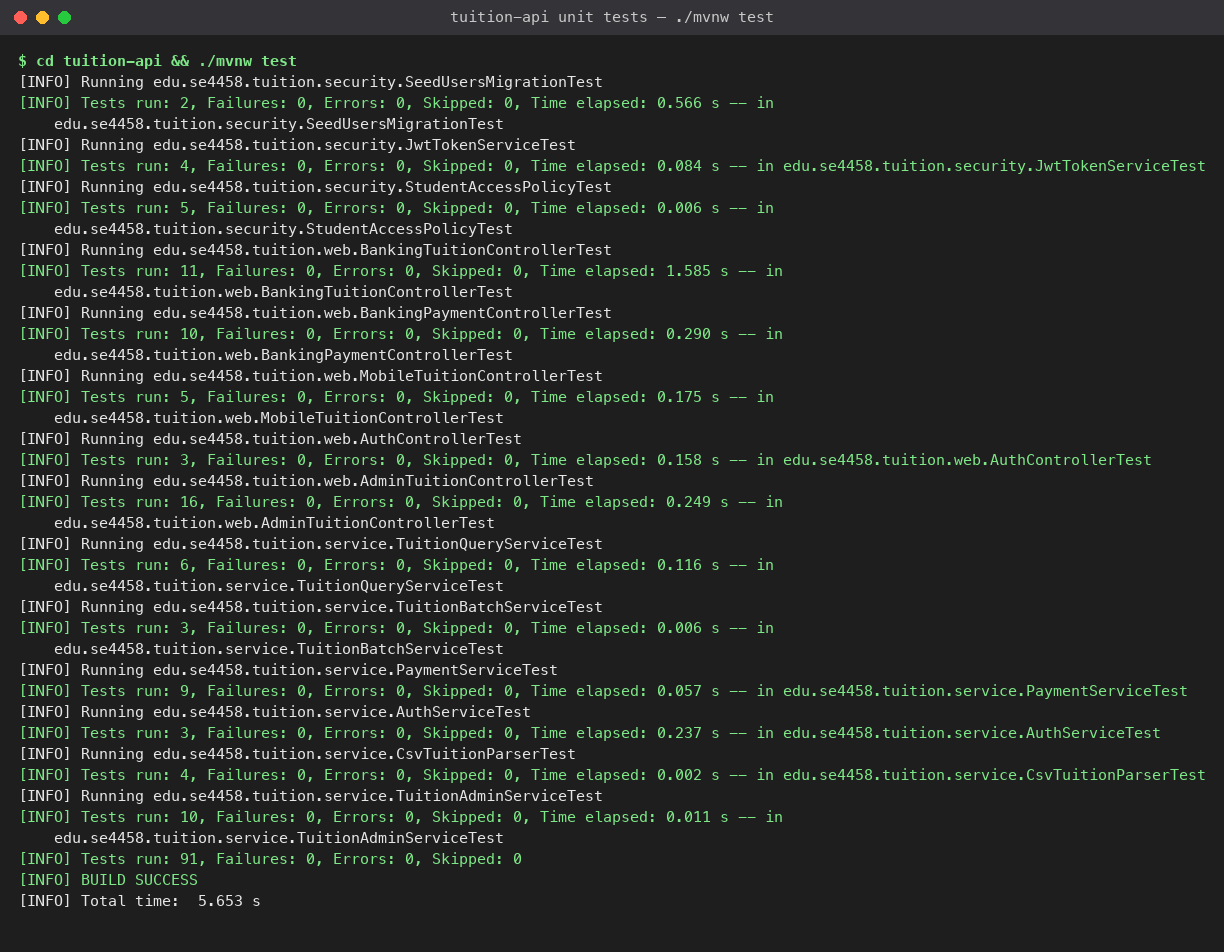 tuition-api unit tests — ./mvnw test
$ cd tuition-api && ./mvnw test
[INFO] Running edu.se4458.tuition.security.SeedUsersMigrationTest
[INFO] Tests run: 2, Failures: 0, Errors: 0, Skipped: 0, Time elapsed: 0.566 s -- in
    edu.se4458.tuition.security.SeedUsersMigrationTest
[INFO] Running edu.se4458.tuition.security.JwtTokenServiceTest
[INFO] Tests run: 4, Failures: 0, Errors: 0, Skipped: 0, Time elapsed: 0.084 s -- in edu.se4458.tuition.security.JwtTokenServiceTest
[INFO] Running edu.se4458.tuition.security.StudentAccessPolicyTest
[INFO] Tests run: 5, Failures: 0, Errors: 0, Skipped: 0, Time elapsed: 0.006 s -- in
    edu.se4458.tuition.security.StudentAccessPolicyTest
[INFO] Running edu.se4458.tuition.web.BankingTuitionControllerTest
[INFO] Tests run: 11, Failures: 0, Errors: 0, Skipped: 0, Time elapsed: 1.585 s -- in
    edu.se4458.tuition.web.BankingTuitionControllerTest
[INFO] Running edu.se4458.tuition.web.BankingPaymentControllerTest
[INFO] Tests run: 10, Failures: 0, Errors: 0, Skipped: 0, Time elapsed: 0.290 s -- in
    edu.se4458.tuition.web.BankingPaymentControllerTest
[INFO] Running edu.se4458.tuition.web.MobileTuitionControllerTest
[INFO] Tests run: 5, Failures: 0, Errors: 0, Skipped: 0, Time elapsed: 0.175 s -- in
    edu.se4458.tuition.web.MobileTuitionControllerTest
[INFO] Running edu.se4458.tuition.web.AuthControllerTest
[INFO] Tests run: 3, Failures: 0, Errors: 0, Skipped: 0, Time elapsed: 0.158 s -- in edu.se4458.tuition.web.AuthControllerTest
[INFO] Running edu.se4458.tuition.web.AdminTuitionControllerTest
[INFO] Tests run: 16, Failures: 0, Errors: 0, Skipped: 0, Time elapsed: 0.249 s -- in
    edu.se4458.tuition.web.AdminTuitionControllerTest
[INFO] Running edu.se4458.tuition.service.TuitionQueryServiceTest
[INFO] Tests run: 6, Failures: 0, Errors: 0, Skipped: 0, Time elapsed: 0.116 s -- in
    edu.se4458.tuition.service.TuitionQueryServiceTest
[INFO] Running edu.se4458.tuition.service.TuitionBatchServiceTest
[INFO] Tests run: 3, Failures: 0, Errors: 0, Skipped: 0, Time elapsed: 0.006 s -- in
    edu.se4458.tuition.service.TuitionBatchServiceTest
[INFO] Running edu.se4458.tuition.service.PaymentServiceTest
[INFO] Tests run: 9, Failures: 0, Errors: 0, Skipped: 0, Time elapsed: 0.057 s -- in edu.se4458.tuition.service.PaymentServiceTest
[INFO] Running edu.se4458.tuition.service.AuthServiceTest
[INFO] Tests run: 3, Failures: 0, Errors: 0, Skipped: 0, Time elapsed: 0.237 s -- in edu.se4458.tuition.service.AuthServiceTest
[INFO] Running edu.se4458.tuition.service.CsvTuitionParserTest
[INFO] Tests run: 4, Failures: 0, Errors: 0, Skipped: 0, Time elapsed: 0.002 s -- in edu.se4458.tuition.service.CsvTuitionParserTest
[INFO] Running edu.se4458.tuition.service.TuitionAdminServiceTest
[INFO] Tests run: 10, Failures: 0, Errors: 0, Skipped: 0, Time elapsed: 0.011 s -- in
    edu.se4458.tuition.service.TuitionAdminServiceTest
[INFO] Tests run: 91, Failures: 0, Errors: 0, Skipped: 0
[INFO] BUILD SUCCESS
[INFO] Total time:  5.653 s